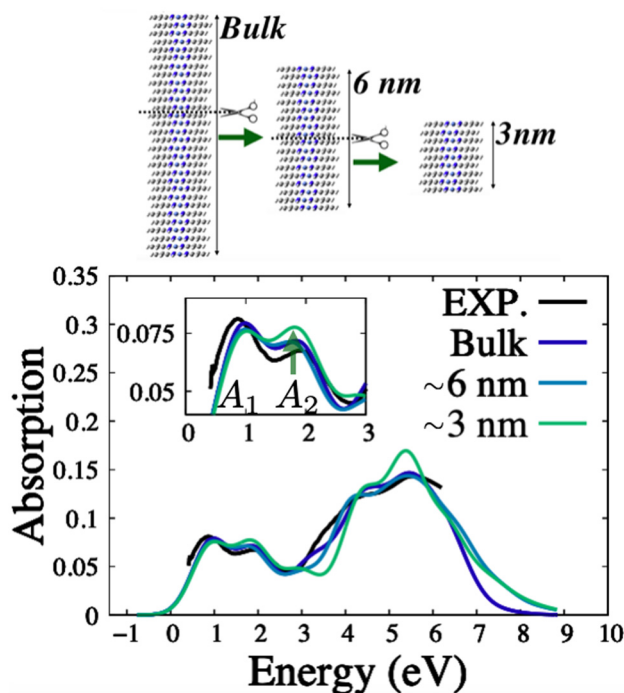 Bulk
6 nm
3nm
0.35
0.3
0.25
0.2
0.15
0.1
0.05
0
Absorption
EXP.
Bulk
~6 nm
~3 nm
0.075
0.05
A1 A2
0 1 2 3
−1 0 1 2 3 4 5 6 7 8 9 10
Energy (eV)